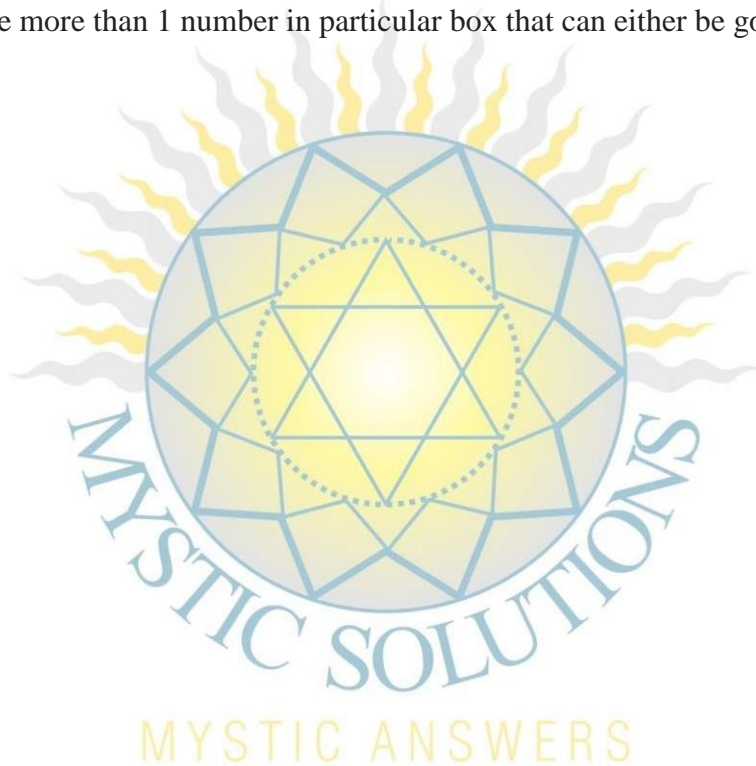 e more than 1 number in particular box that can either be go
MYSTIC SOLUTIONS
MYSTIC ANSWERS